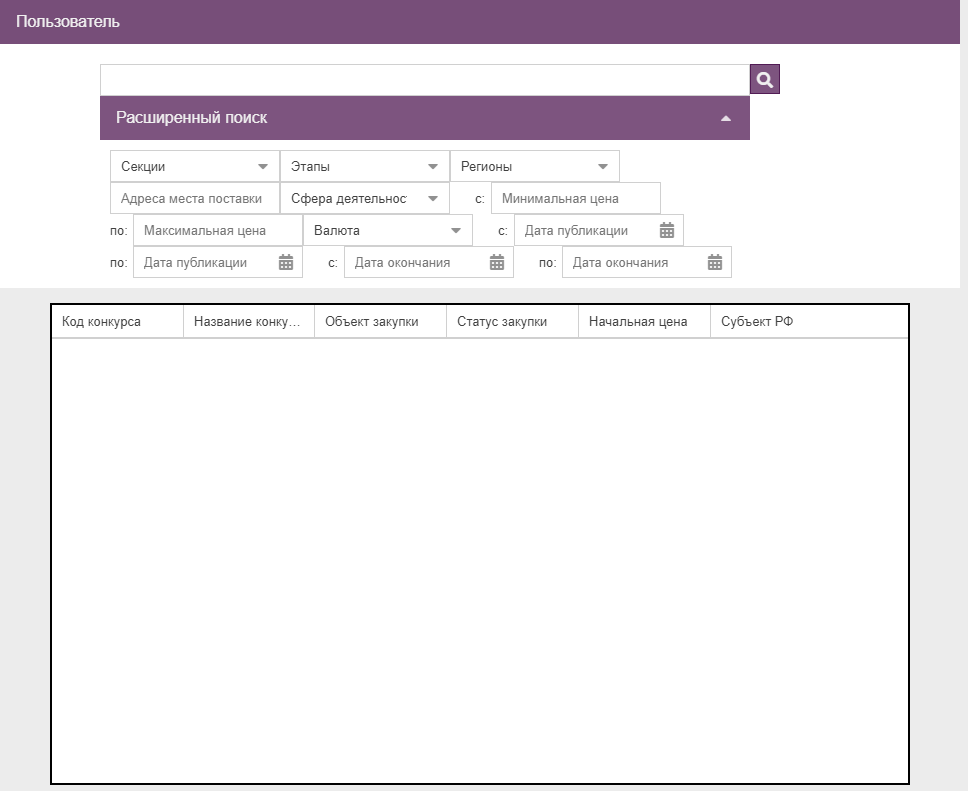 Пользователь
Расширенный поиск
Секции Этапы Регионы
Адреса места поставки Сфера деятельнос с: Минимальная цена
по: Максимальная цена Валюта с: Дата публикации
по: Дата публикации с: Дата окончания по: Дата окончания
Код конкурса Название конку... Объект закупки Статус закупки Начальная цена Субъект РФ